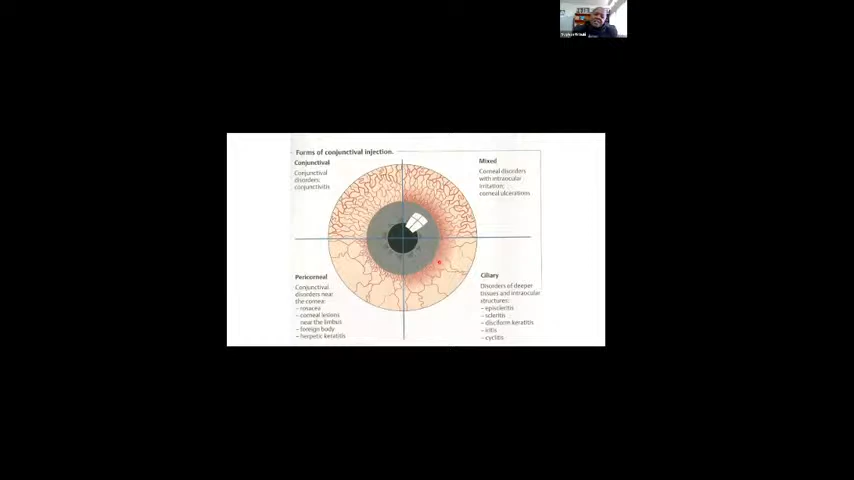 Forms of conjunctival injection.
Conjunctival
Conjunctival
disorders:
conjunctivitis
Mixed
Corneal disorders
with intraocular
irritation;
corneal ulcerations
Pericorneal
Conjunctival
disorders near
the cornea:
– rosacea
– corneal lesions
near the limbus
– foreign body
– herpetic keratitis
Ciliary
Disorders of deeper
tissues and intraocular
structures:
– episcleritis
– scleritis
– disciform keratitis
– iritis
– cyclitis